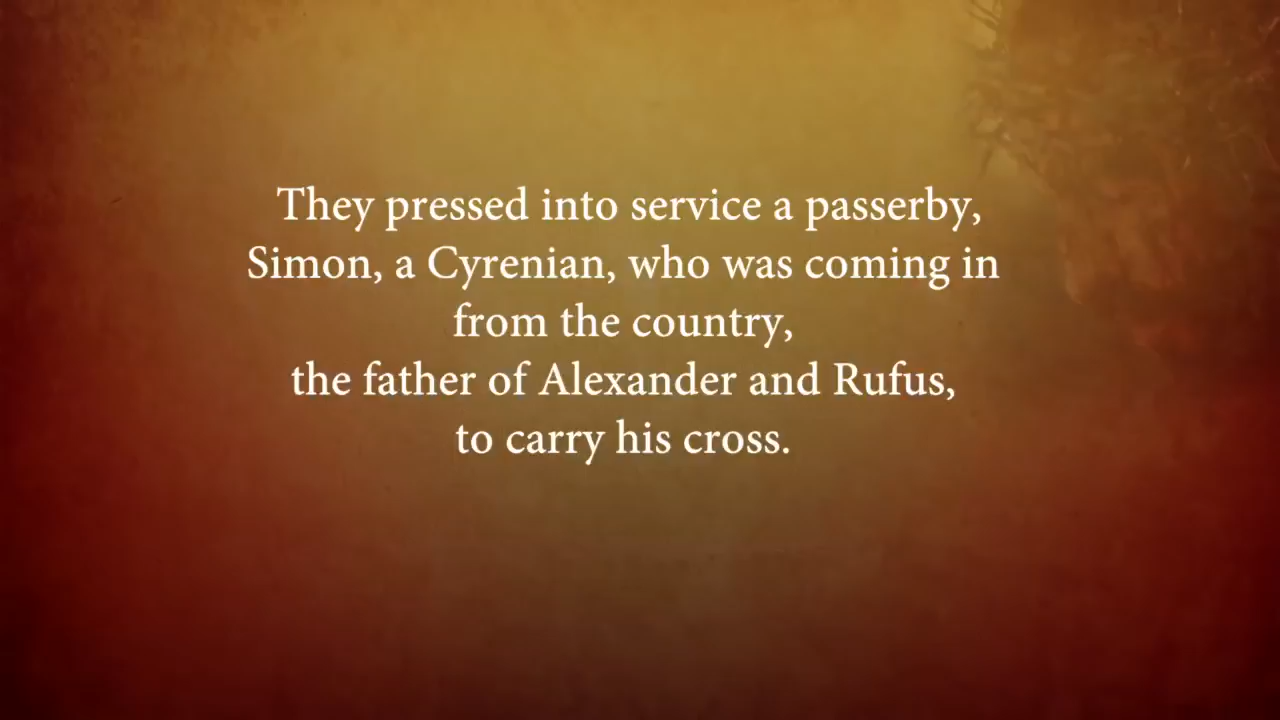 They pressed into service a passerby,
Simon, a Cyrenian, who was coming in
from the country,
the father of Alexander and Rufus,
to carry his cross.